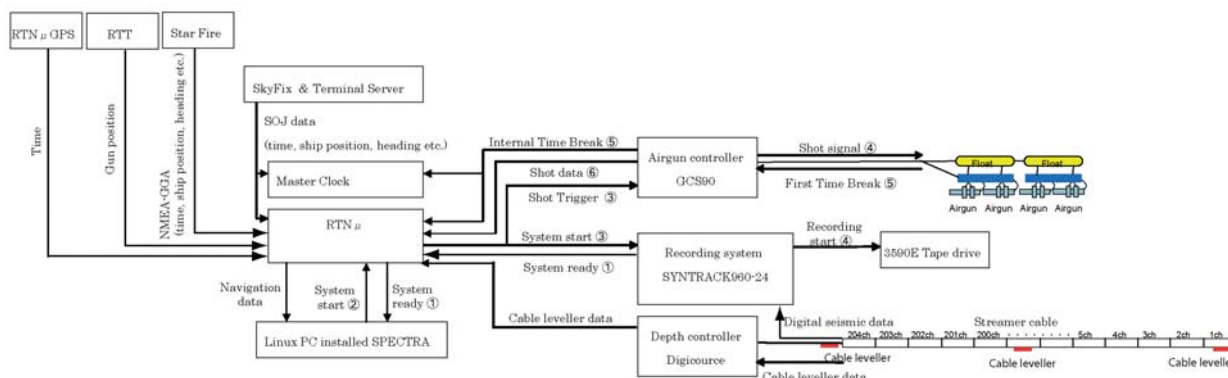 RTNμGPS
RTT
Star Fire
SkyFix & Terminal Server
Time
Gun position
NMEA-GGA
(time, ship position, heading etc.)
SOJ data
(time, ship position, heading etc.)
Master Clock
RTNμ
Internal Time Break ⑤
Shot data ⑥
Shot Trigger ③
Airgun controller
GCS90
Shot signal ④
First Time Break ⑤
Float
Float
Airgun
Airgun
Airgun
Airgun
System start ③
System ready ①
Recording system
SYNTRACK960-24
Recording
start ④
3590E Tape drive
Navigation
data
System
start ②
System
ready ①
Linux PC installed SPECTRA
Cable leveller data
Depth controller
Digicource
Digital seismic data
Streamer cable
204ch 203ch 202ch 201ch 200ch . . . . . . . . . 5ch 4ch 3ch 2ch 1ch
Cable leveller
Cable leveller
Cable leveller
Cable leveller data